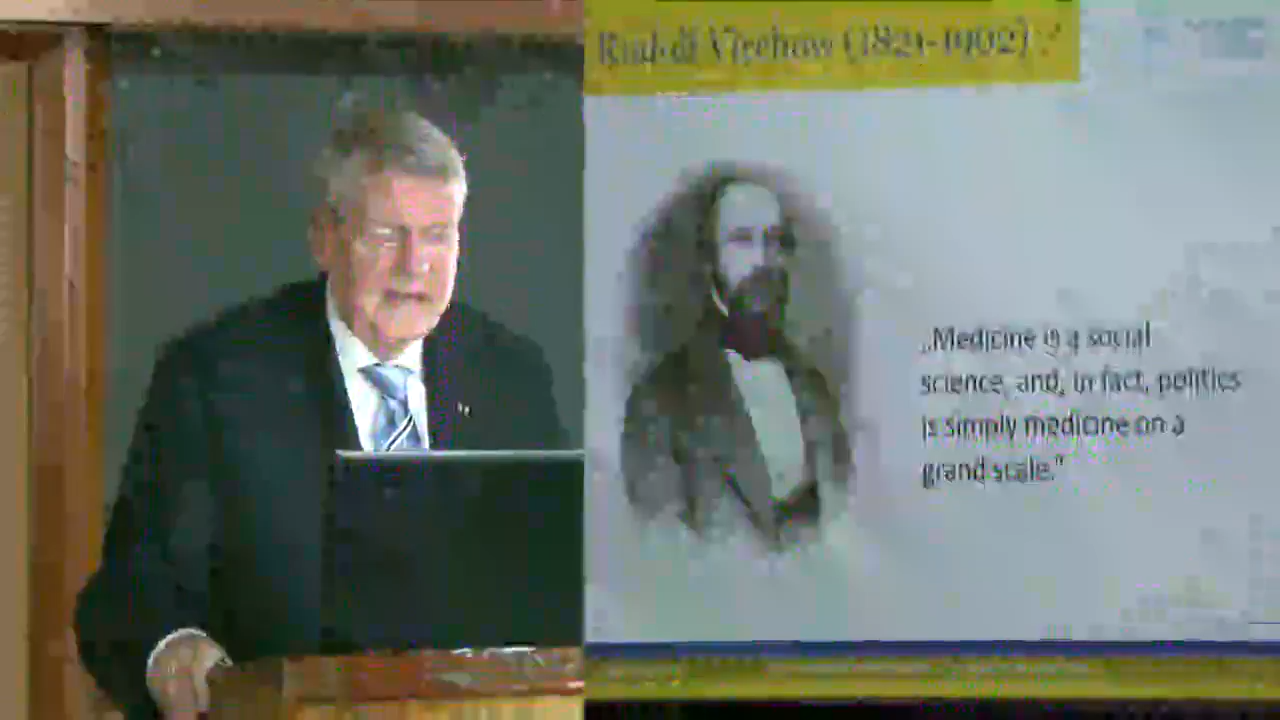 Rudolf Virchow (1821-1902)
„Medicine is a social
science, and, in fact, politics
is simply medicine on a
grand scale."